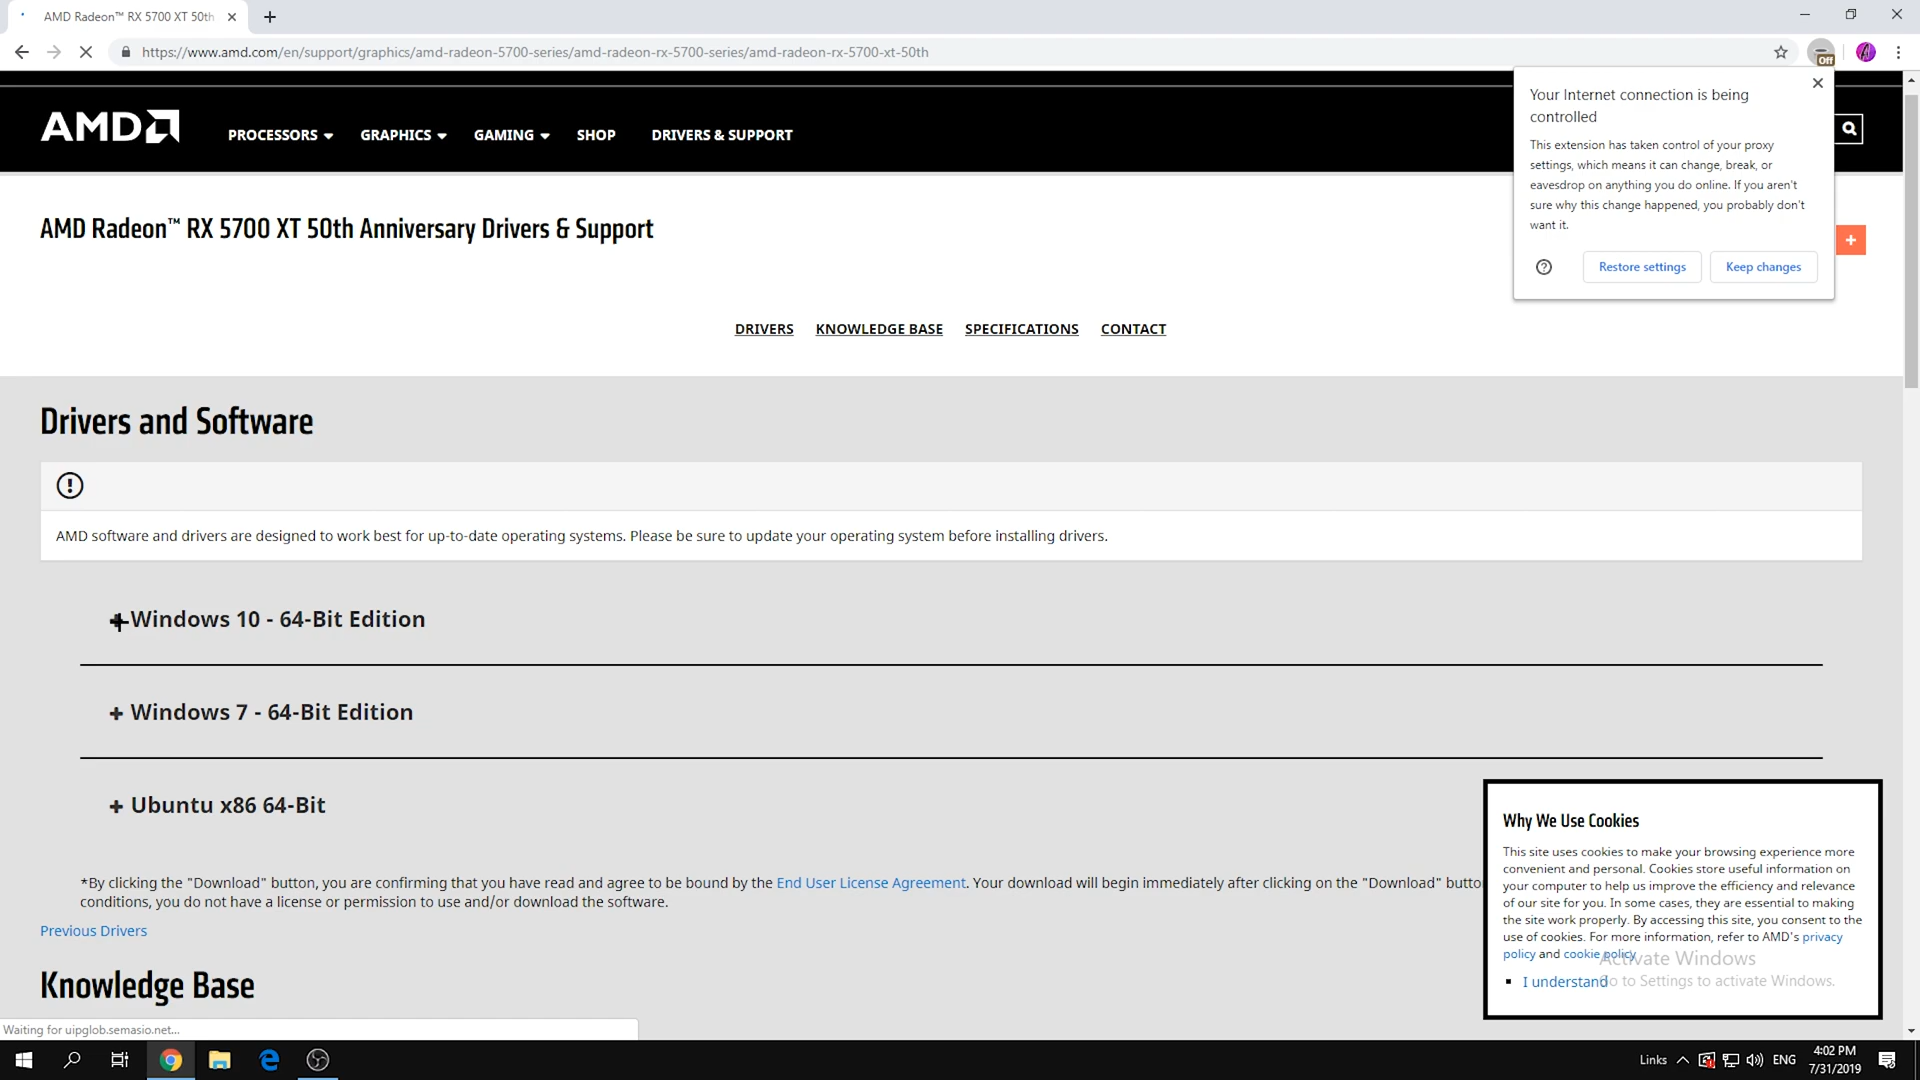 AMD Radeon™ RX 5700 XT 50th
https://www.amd.com/en/support/graphics/amd-radeon-5700-series/amd-radeon-rx-5700-series/amd-radeon-rx-5700-xt-50th
Off
AMD
PROCESSORS
GRAPHICS
GAMING
SHOP
DRIVERS & SUPPORT
Your Internet connection is being
controlled
This extension has taken control of your proxy
settings, which means it can change, break, or
eavesdrop on anything you do online. If you aren't
sure why this change happened, you probably don't
want it.
Restore settings
Keep changes
AMD Radeon™ RX 5700 XT 50th Anniversary Drivers & Support
DRIVERS
KNOWLEDGE BASE
SPECIFICATIONS
CONTACT
Drivers and Software
AMD software and drivers are designed to work best for up-to-date operating systems. Please be sure to update your operating system before installing drivers.
Windows 10 - 64-Bit Edition
Windows 7 - 64-Bit Edition
Ubuntu x86 64-Bit
*By clicking the "Download" button, you are confirming that you have read and agree to be bound by the End User License Agreement. Your download will begin immediately after clicking on the "Download" butto
conditions, you do not have a license or permission to use and/or download the software.
Previous Drivers
Knowledge Base
Why We Use Cookies
This site uses cookies to make your browsing experience more
convenient and personal. Cookies store useful information on
your computer to help us improve the efficiency and relevance
of our site for you. In some cases, they are essential to making
the site work properly. By accessing this site, you consent to the
use of cookies. For more information, refer to AMD's privacy
policy and cookie policy
I understand
Activate Windows
Go to Settings to activate Windows.
Waiting for uipglob.semasio.net...
Links
ENG
4:02 PM
7/31/2019